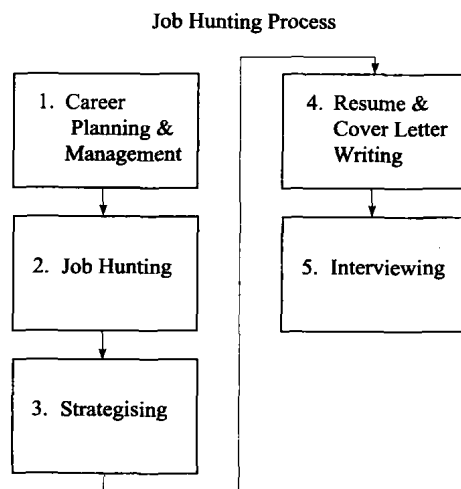 Job Hunting Process
1. Career
Planning &
Management
2. Job Hunting
3. Strategising
4. Resume &
Cover Letter
Writing
5. Interviewing